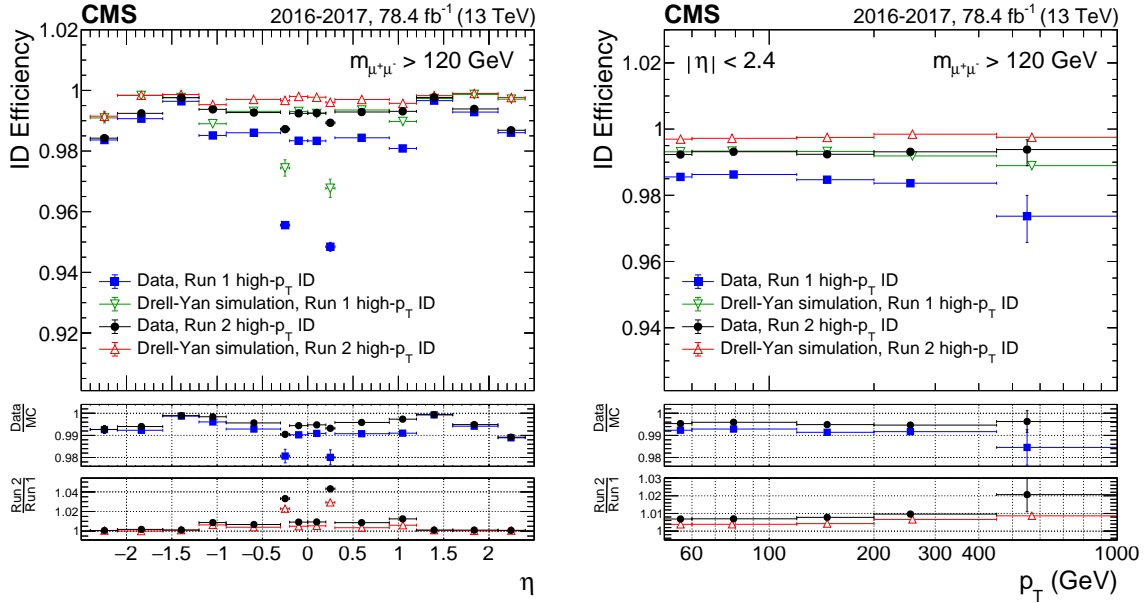 CMS 2016-2017, 78.4 fb⁻¹ (13 TeV)
ID Efficiency
m_μ⁺μ⁻ > 120 GeV
1.02
1
0.98
0.96
0.94
0.92
Data, Run 1 high-p_T ID
Drell-Yan simulation, Run 1 high-p_T ID
Data, Run 2 high-p_T ID
Drell-Yan simulation, Run 2 high-p_T ID
Data
MC
1
0.99
0.98
Run 2
Run 1
1.04
1.02
1
−2 −1.5 −1 −0.5 0 0.5 1 1.5 2
η
CMS 2016-2017, 78.4 fb⁻¹ (13 TeV)
ID Efficiency
|η| < 2.4 m_μ⁺μ⁻ > 120 GeV
1.02
1
0.98
0.96
0.94
Data, Run 1 high-p_T ID
Drell-Yan simulation, Run 1 high-p_T ID
Data, Run 2 high-p_T ID
Drell-Yan simulation, Run 2 high-p_T ID
Data
MC
1
0.99
0.98
Run 2
Run 1
1.03
1.02
1.01
1
60 100 200 300 400 1000
p_T (GeV)